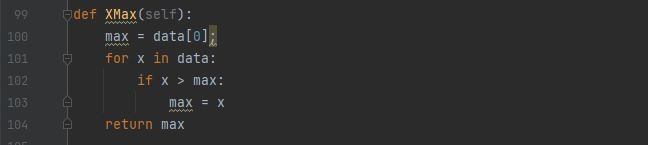 99 def XMax(self):
100 max = data[0];
101 for x in data:
102 if x > max:
103 max = x
104 return max